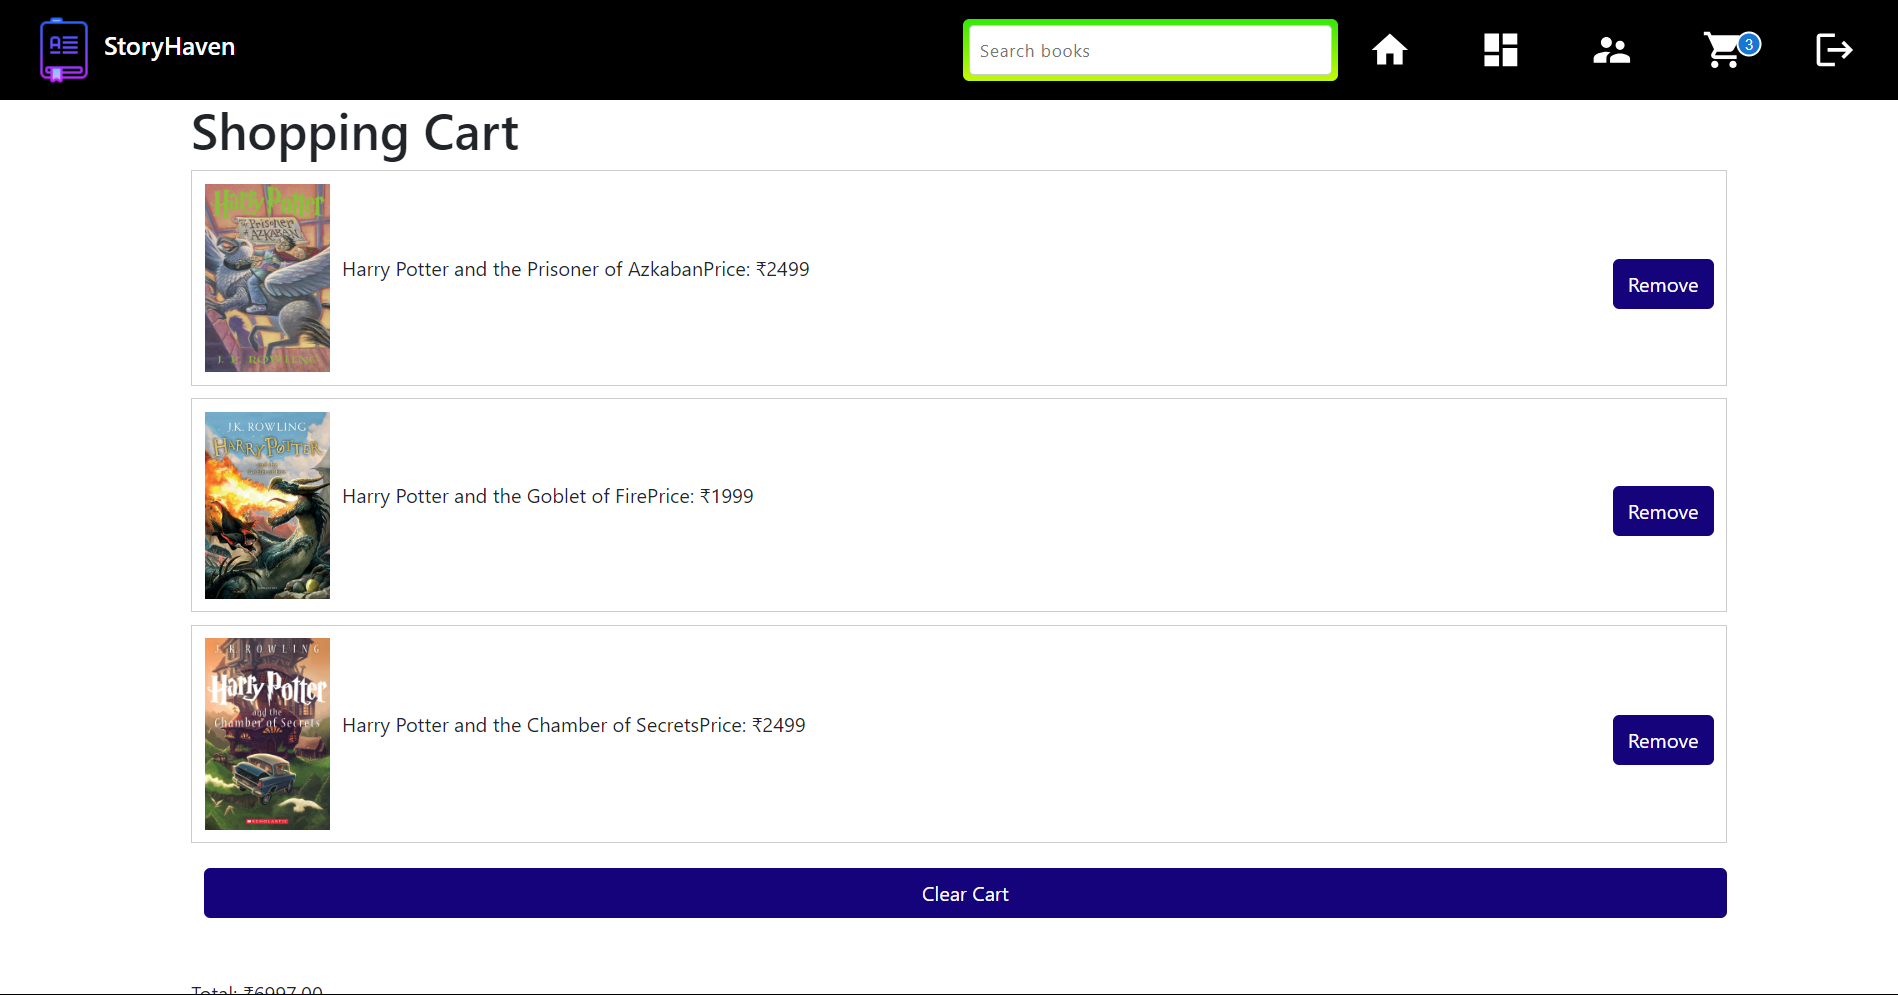 StoryHaven
Search books
3
Shopping Cart
Harry Potter
Prisoner
of AZKABAN
J. K. ROWLING
Harry Potter and the Prisoner of AzkabanPrice: ₹2499
Remove
J.K. ROWLING
HARRY POTTER
Harry Potter and the Goblet of FirePrice: ₹1999
Remove
J. K. ROWLING
Harry Potter
and the
Chamber of Secrets
SCHOLASTIC
Harry Potter and the Chamber of SecretsPrice: ₹2499
Remove
Clear Cart
Total: ₹6997.00